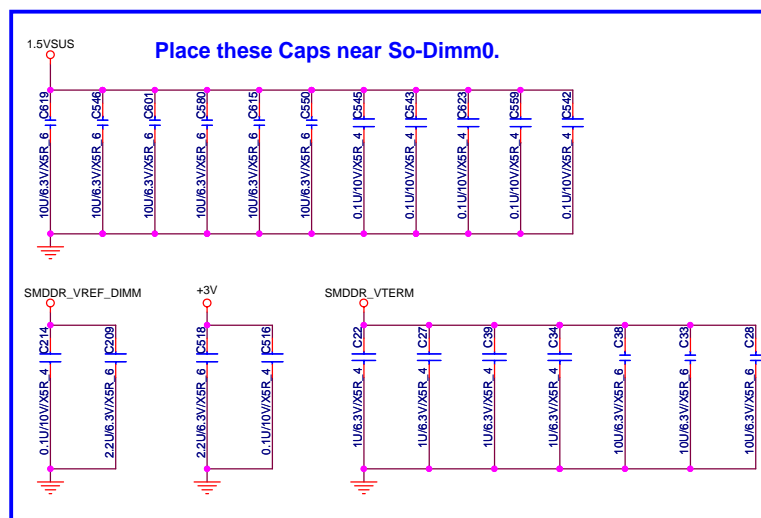 Place these Caps near So-Dimm0.
1.5VSUS
C619
10U/6.3V/X5R_6
C546
10U/6.3V/X5R_6
C601
10U/6.3V/X5R_6
C580
10U/6.3V/X5R_6
C615
10U/6.3V/X5R_6
C550
10U/6.3V/X5R_6
C545
0.1U/10V/X5R_4
C543
0.1U/10V/X5R_4
C623
0.1U/10V/X5R_4
C559
0.1U/10V/X5R_4
C542
0.1U/10V/X5R_4
SMDDR_VREF_DIMM
C214
0.1U/10V/X5R_4
C209
2.2U/6.3V/X5R_6
+3V
C518
2.2U/6.3V/X5R_6
C516
0.1U/10V/X5R_4
SMDDR_VTERM
C22
1U/6.3V/X5R_4
C27
1U/6.3V/X5R_4
C39
1U/6.3V/X5R_4
C34
1U/6.3V/X5R_4
C38
10U/6.3V/X5R_6
C33
10U/6.3V/X5R_6
C28
10U/6.3V/X5R_6